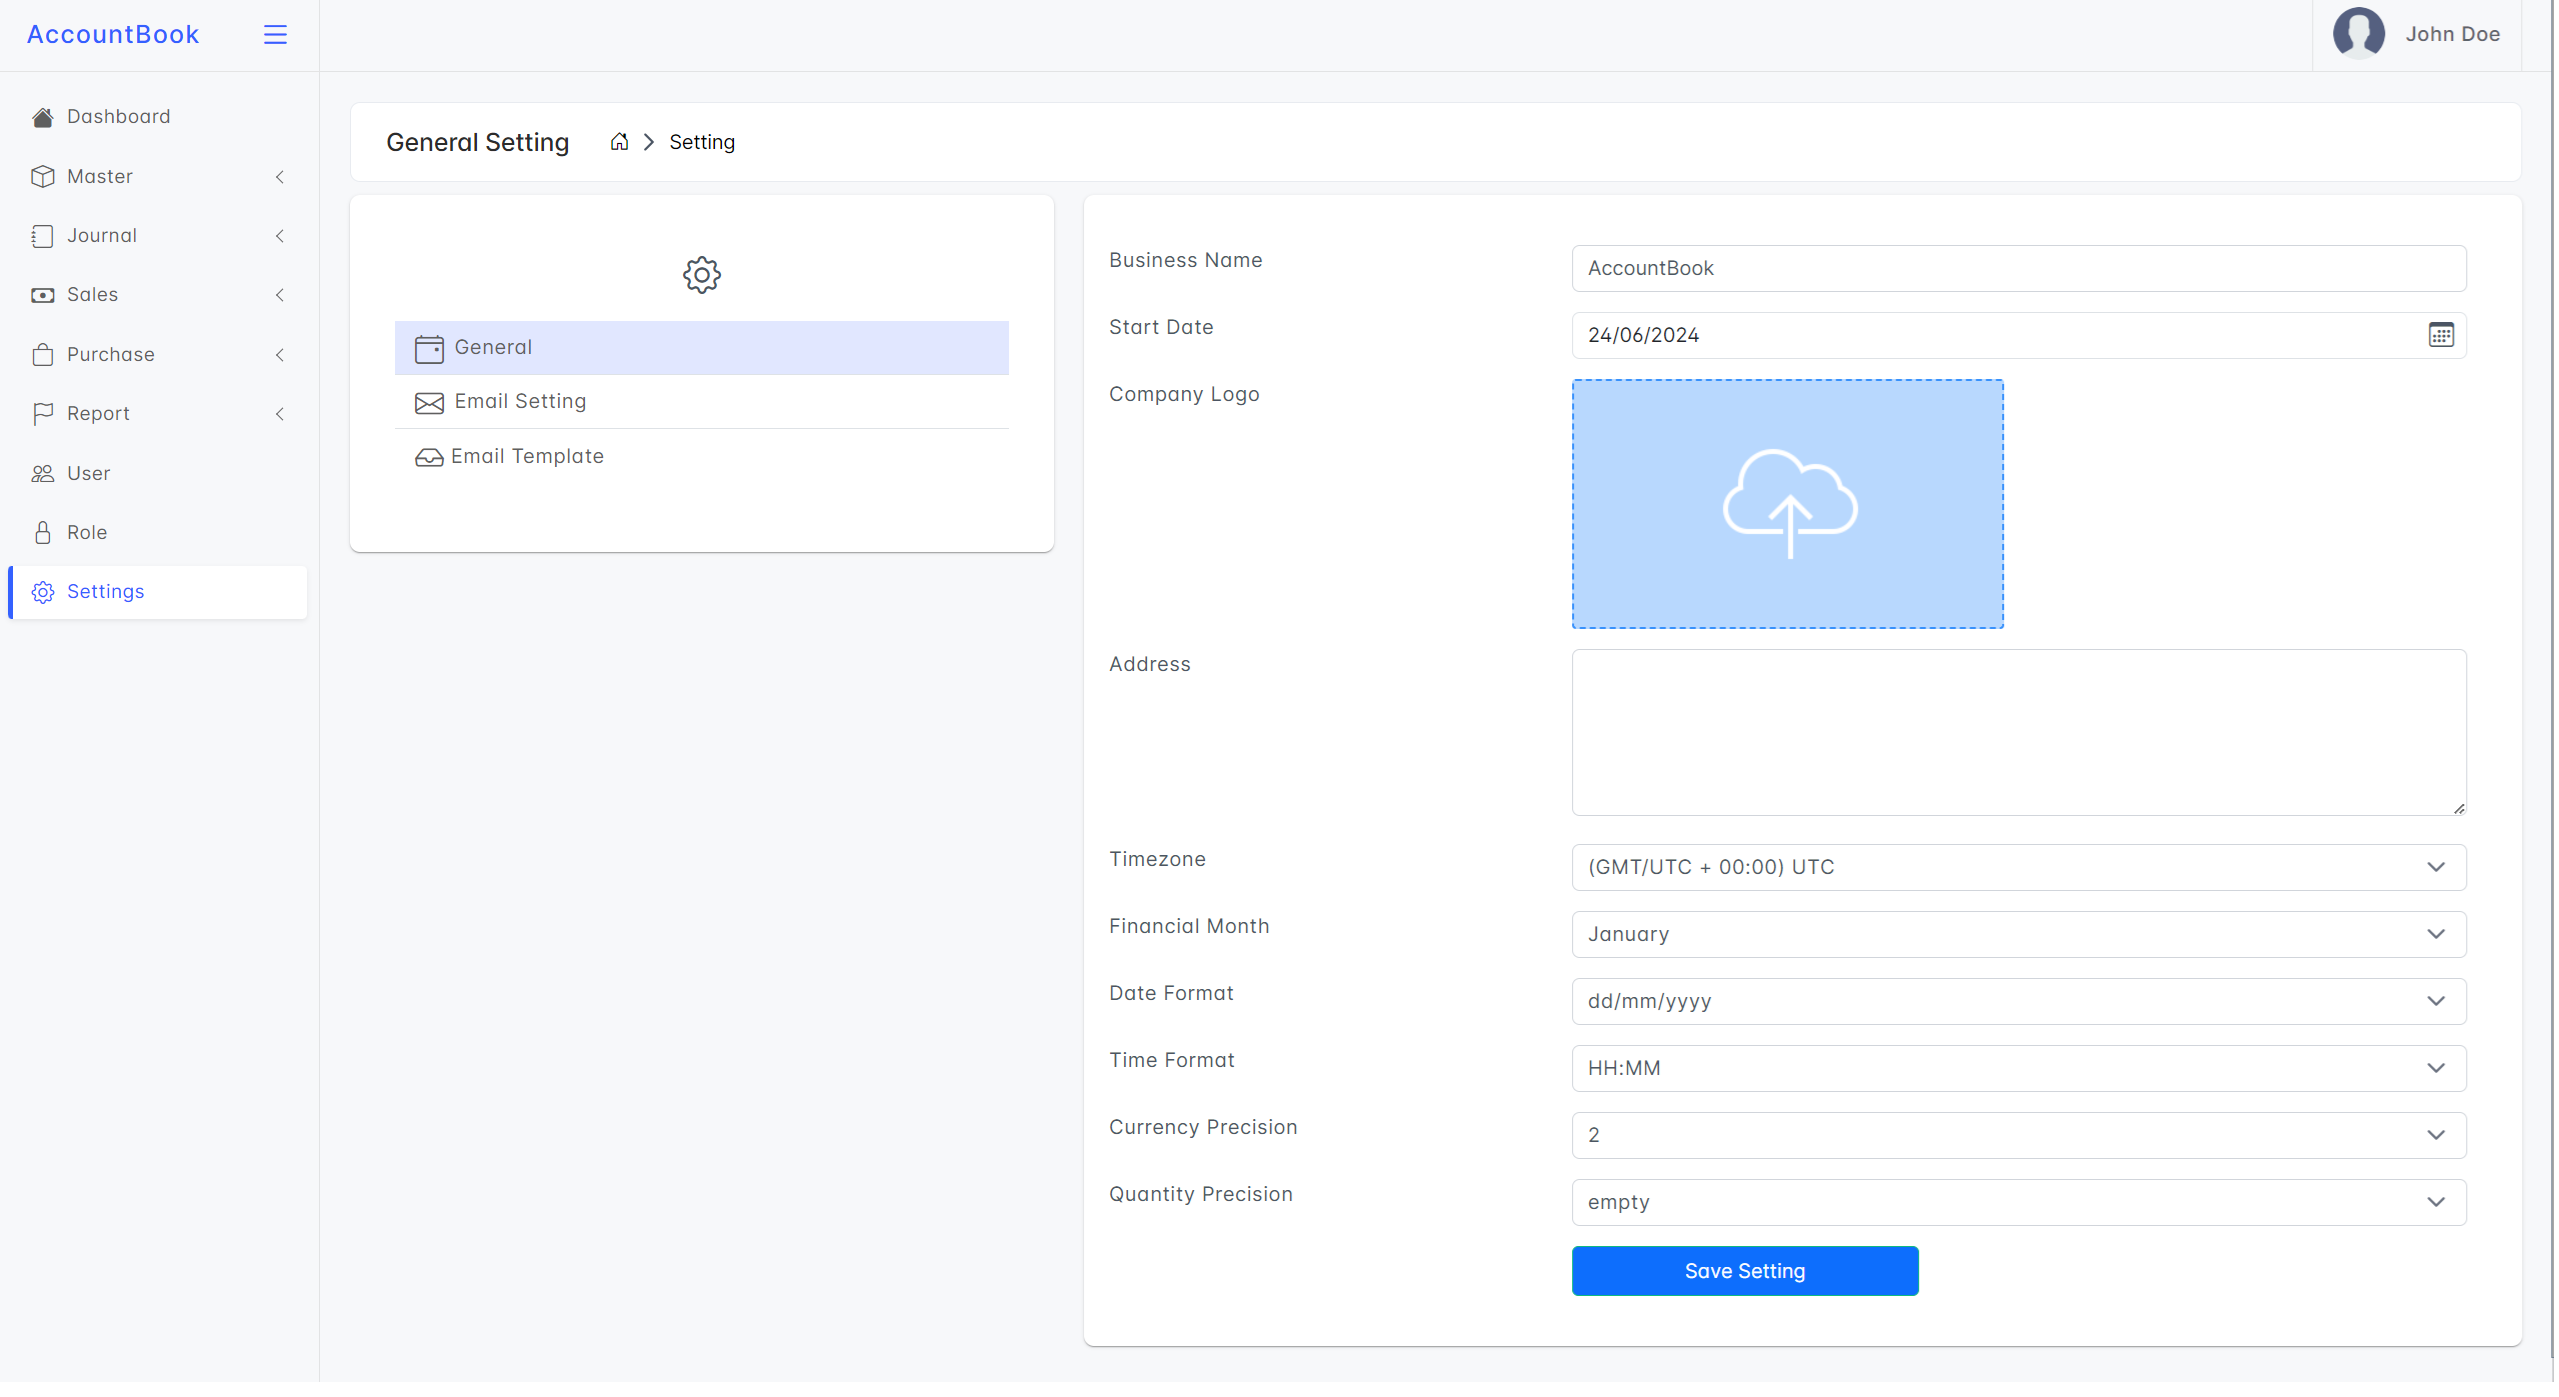 AccountBook
John Doe
Dashboard
Master
Journal
Sales
Purchase
Report
User
Role
Settings
General Setting
Setting
General
Email Setting
Email Template
Business Name
AccountBook
Start Date
24/06/2024
Company Logo
Address
Timezone
(GMT/UTC + 00:00) UTC
Financial Month
January
Date Format
dd/mm/yyyy
Time Format
HH:MM
Currency Precision
2
Quantity Precision
empty
Save Setting